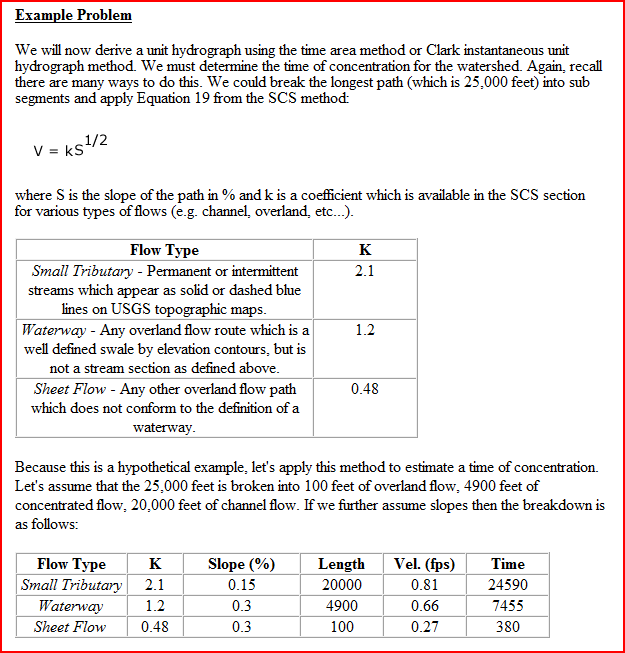 Example Problem
We will now derive a unit hydrograph using the time area method or Clark instantaneous unit
hydrograph method. We must determine the time of concentration for the watershed. Again, recall
there are many ways to do this. We could break the longest path (which is 25,000 feet) into sub
segments and apply Equation 19 from the SCS method:
V = kS^1/2
where S is the slope of the path in % and k is a coefficient which is available in the SCS section
for various types of flows (e.g. channel, overland, etc...).
Flow Type K
Small Tributary - Permanent or intermittent 2.1
streams which appear as solid or dashed blue
lines on USGS topographic maps.
Waterway - Any overland flow route which is a 1.2
well defined swale by elevation contours, but is
not a stream section as defined above.
Sheet Flow - Any other overland flow path 0.48
which does not conform to the definition of a
waterway.
Because this is a hypothetical example, let's apply this method to estimate a time of concentration.
Let's assume that the 25,000 feet is broken into 100 feet of overland flow, 4900 feet of
concentrated flow, 20,000 feet of channel flow. If we further assume slopes then the breakdown is
as follows:
Flow Type K Slope (%) Length Vel. (fps) Time
Small Tributary 2.1 0.15 20000 0.81 24590
Waterway 1.2 0.3 4900 0.66 7455
Sheet Flow 0.48 0.3 100 0.27 380